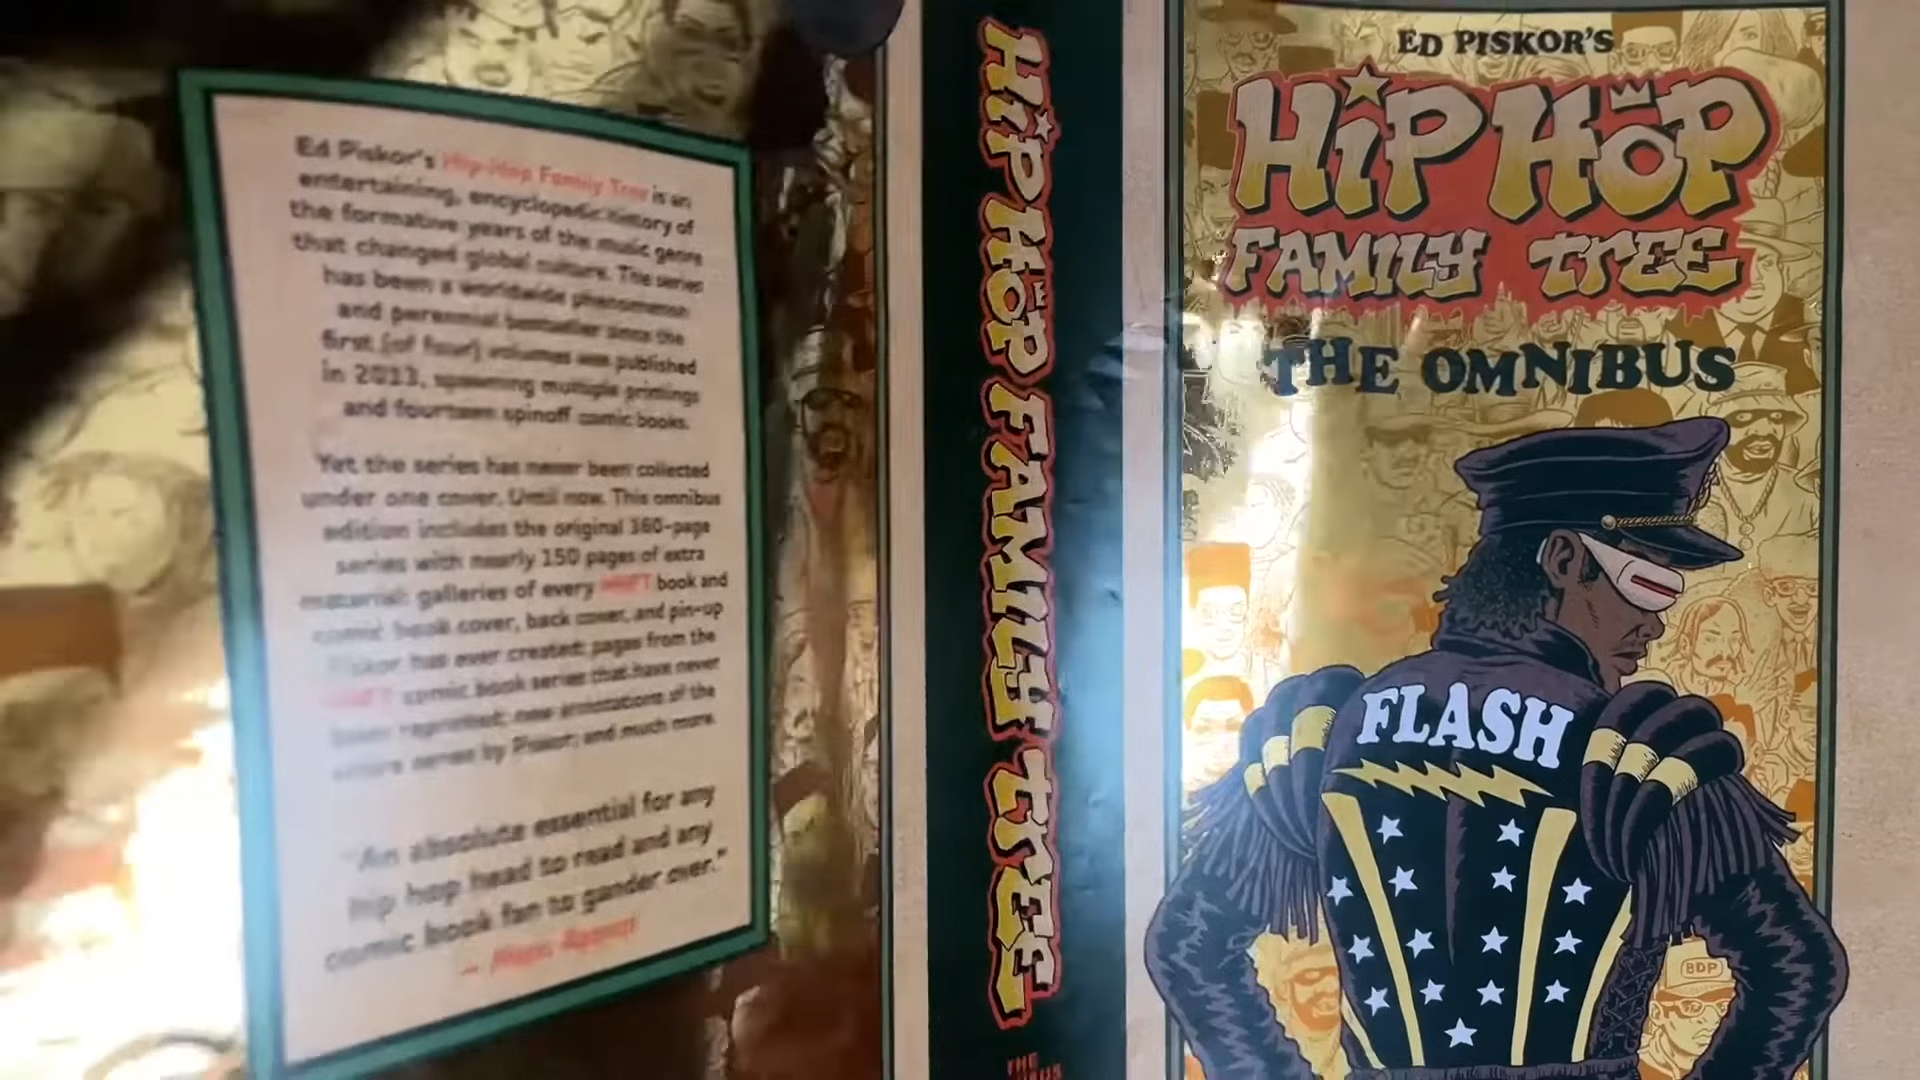 Ed Piskor's Hip Hop Family Tree is an
entertaining, encyclopedic history of
the formative years of the music genre
that changed global culture. The series
has been a worldwide phenomenon
and perennial bestseller since the
first (of four) volumes was published
in 2013, spawning multiple printings
and fourteen spinoff comic books.
Yet the series has never been collected
under one cover. Until now. This omnibus
edition includes the original 360-page
series with nearly 150 pages of extra
material: galleries of every HHFT book and
comic book cover, back cover, and pin-up
Piskor has ever created; pages from the
HHFT comic book series that have never
been reprinted; new annotations of the
entire series by Piskor; and much more.
"An absolute essential for any
hip hop head to read and any
comic book fan to gander over."
HIP HOP FAMILY TREE
THE
ED PISKOR'S
HIP HOP
FAMILY TREE
THE OMNIBUS
FLASH
BDP